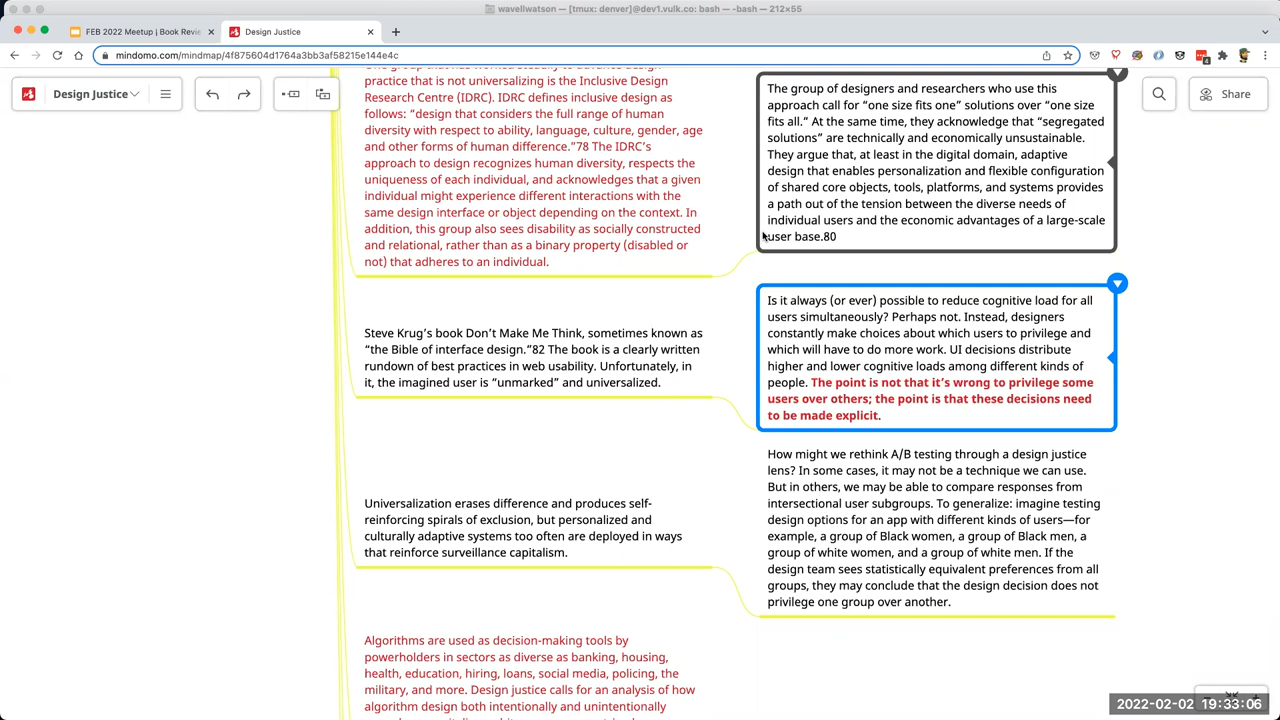 wavellwatson — [tmux: denver]@dev1.vulk.co: bash — -bash — 212×55
FEB 2022 Meetup | Book Revie
Design Justice
mindomo.com/mindmap/4f875604d1764a3bb3af58215e144e4c
Design Justice
Share
practice that is not universalizing is the Inclusive Design
Research Centre (IDRC). IDRC defines inclusive design as
follows: “design that considers the full range of human
diversity with respect to ability, language, culture, gender, age
and other forms of human difference.”78 The IDRC’s
approach to design recognizes human diversity, respects the
uniqueness of each individual, and acknowledges that a given
individual might experience different interactions with the
same design interface or object depending on the context. In
addition, this group also sees disability as socially constructed
and relational, rather than as a binary property (disabled or
not) that adheres to an individual.
The group of designers and researchers who use this
approach call for “one size fits one” solutions over “one size
fits all.” At the same time, they acknowledge that “segregated
solutions” are technically and economically unsustainable.
They argue that, at least in the digital domain, adaptive
design that enables personalization and flexible configuration
of shared core objects, tools, platforms, and systems provides
a path out of the tension between the diverse needs of
individual users and the economic advantages of a large-scale
user base.80
Steve Krug’s book Don’t Make Me Think, sometimes known as
“the Bible of interface design.”82 The book is a clearly written
rundown of best practices in web usability. Unfortunately, in
it, the imagined user is “unmarked” and universalized.
Is it always (or ever) possible to reduce cognitive load for all
users simultaneously? Perhaps not. Instead, designers
constantly make choices about which users to privilege and
which will have to do more work. UI decisions distribute
higher and lower cognitive loads among different kinds of
people. The point is not that it’s wrong to privilege some
users over others; the point is that these decisions need
to be made explicit.
Universalization erases difference and produces self-
reinforcing spirals of exclusion, but personalized and
culturally adaptive systems too often are deployed in ways
that reinforce surveillance capitalism.
How might we rethink A/B testing through a design justice
lens? In some cases, it may not be a technique we can use.
But in others, we may be able to compare responses from
intersectional user subgroups. To generalize: imagine testing
design options for an app with different kinds of users—for
example, a group of Black women, a group of Black men, a
group of white women, and a group of white men. If the
design team sees statistically equivalent preferences from all
groups, they may conclude that the design decision does not
privilege one group over another.
Algorithms are used as decision-making tools by
powerholders in sectors as diverse as banking, housing,
health, education, hiring, loans, social media, policing, the
military, and more. Design justice calls for an analysis of how
algorithm design both intentionally and unintentionally
2022-02-02 19:33:06